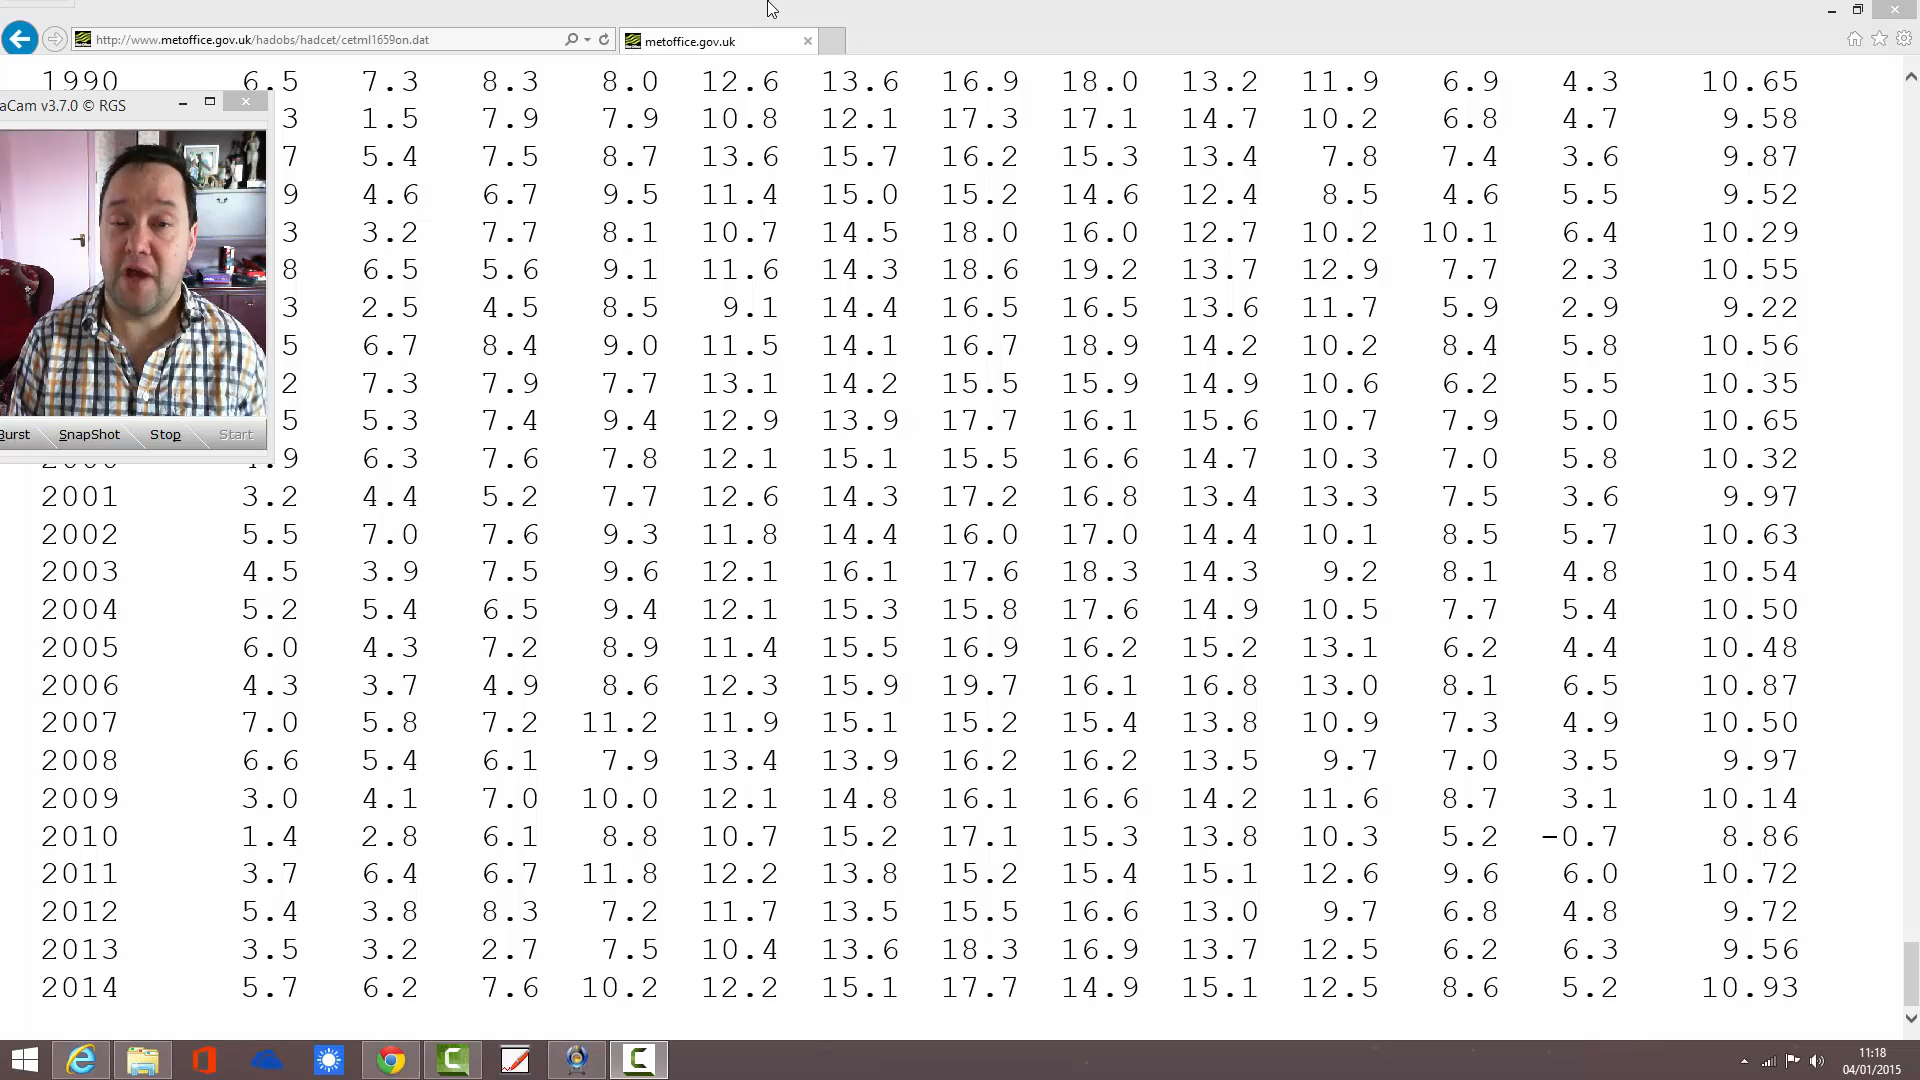 http://www.metoffice.gov.uk/hadobs/hadcet/cetml1659on.dat
metoffice.gov.uk
1990 6.5 7.3 8.3 8.0 12.6 13.6 16.9 18.0 13.2 11.9 6.9 4.3 10.65
aCam v3.7.0 © RGS
3 1.5 7.9 7.9 10.8 12.1 17.3 17.1 14.7 10.2 6.8 4.7 9.58
7 5.4 7.5 8.7 13.6 15.7 16.2 15.3 13.4 7.8 7.4 3.6 9.87
9 4.6 6.7 9.5 11.4 15.0 15.2 14.6 12.4 8.5 4.6 5.5 9.52
3 3.2 7.7 8.1 10.7 14.5 18.0 16.0 12.7 10.2 10.1 6.4 10.29
8 6.5 5.6 9.1 11.6 14.3 18.6 19.2 13.7 12.9 7.7 2.3 10.55
3 2.5 4.5 8.5 9.1 14.4 16.5 16.5 13.6 11.7 5.9 2.9 9.22
5 6.7 8.4 9.0 11.5 14.1 16.7 18.9 14.2 10.2 8.4 5.8 10.56
2 7.3 7.9 7.7 13.1 14.2 15.5 15.9 14.9 10.6 6.2 5.5 10.35
5 5.3 7.4 9.4 12.9 13.9 17.7 16.1 15.6 10.7 7.9 5.0 10.65
Burst SnapShot Stop Start
.9 6.3 7.6 7.8 12.1 15.1 15.5 16.6 14.7 10.3 7.0 5.8 10.32
2001 3.2 4.4 5.2 7.7 12.6 14.3 17.2 16.8 13.4 13.3 7.5 3.6 9.97
2002 5.5 7.0 7.6 9.3 11.8 14.4 16.0 17.0 14.4 10.1 8.5 5.7 10.63
2003 4.5 3.9 7.5 9.6 12.1 16.1 17.6 18.3 14.3 9.2 8.1 4.8 10.54
2004 5.2 5.4 6.5 9.4 12.1 15.3 15.8 17.6 14.9 10.5 7.7 5.4 10.50
2005 6.0 4.3 7.2 8.9 11.4 15.5 16.9 16.2 15.2 13.1 6.2 4.4 10.48
2006 4.3 3.7 4.9 8.6 12.3 15.9 19.7 16.1 16.8 13.0 8.1 6.5 10.87
2007 7.0 5.8 7.2 11.2 11.9 15.1 15.2 15.4 13.8 10.9 7.3 4.9 10.50
2008 6.6 5.4 6.1 7.9 13.4 13.9 16.2 16.2 13.5 9.7 7.0 3.5 9.97
2009 3.0 4.1 7.0 10.0 12.1 14.8 16.1 16.6 14.2 11.6 8.7 3.1 10.14
2010 1.4 2.8 6.1 8.8 10.7 15.2 17.1 15.3 13.8 10.3 5.2 -0.7 8.86
2011 3.7 6.4 6.7 11.8 12.2 13.8 15.2 15.4 15.1 12.6 9.6 6.0 10.72
2012 5.4 3.8 8.3 7.2 11.7 13.5 15.5 16.6 13.0 9.7 6.8 4.8 9.72
2013 3.5 3.2 2.7 7.5 10.4 13.6 18.3 16.9 13.7 12.5 6.2 6.3 9.56
2014 5.7 6.2 7.6 10.2 12.2 15.1 17.7 14.9 15.1 12.5 8.6 5.2 10.93
11:18
04/01/2015